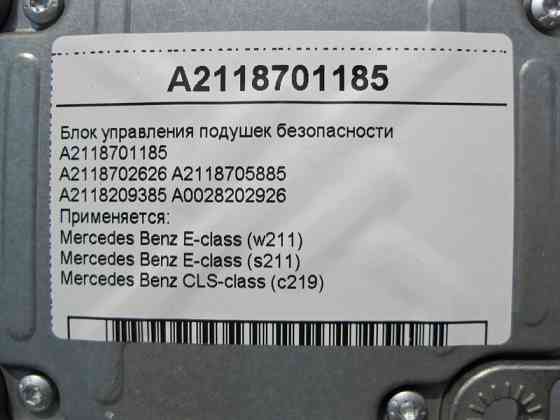 A2118701185
Блок управления подушек безопасности
A2118701185
A2118702626 A2118705885
A2118209385 A0028202926
Применяется:
Mercedes Benz E-class (w211)
Mercedes Benz E-class (s211)
Mercedes Benz CLS-class (c219)